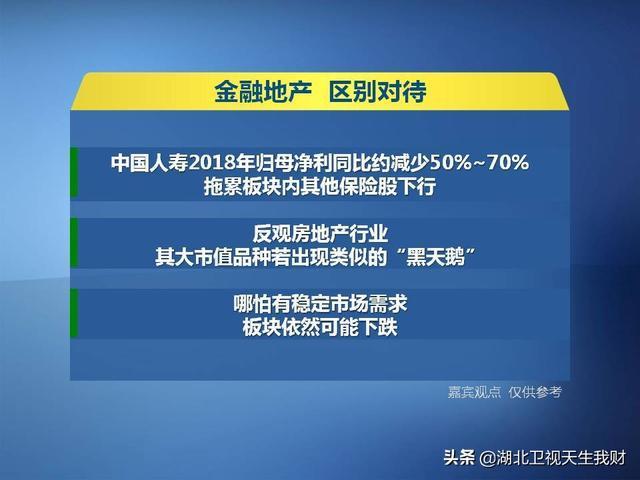 金融地产 区别对待
中国人寿2018年归母净利同比约减少50%~70%
拖累板块内其他保险股下行
反观房地产行业
其大市值品种若出现类似的“黑天鹅”
哪怕有稳定市场需求
板块依然可能下跌
嘉宾观点 仅供参考
头条 @湖北卫视天生我财